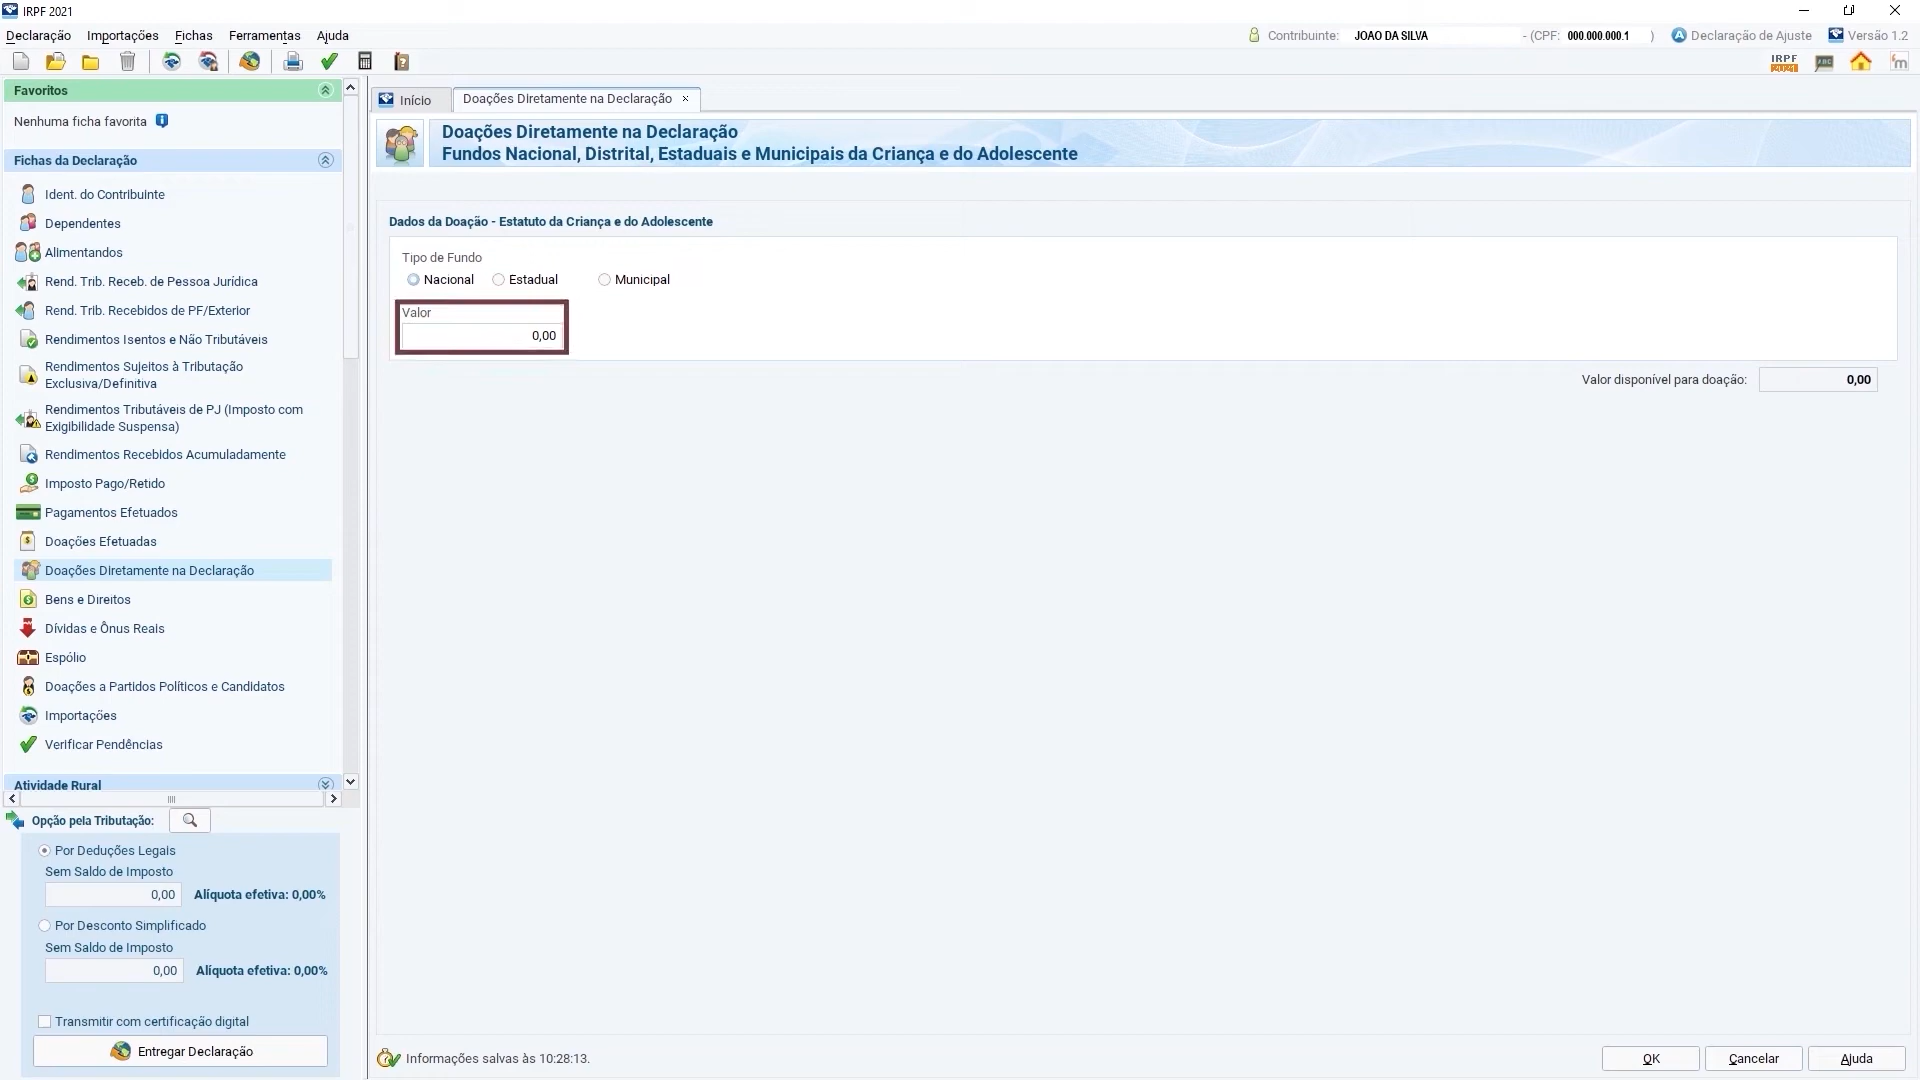 IRPF 2021
Declaração Importações Fichas Ferramentas Ajuda
Contribuinte: JOAO DA SILVA - (CPF: 000.000.000.1 ) Declaração de Ajuste Versão 1.2
IRPF
Favoritos
Nenhuma ficha favorita
Fichas da Declaração
Ident. do Contribuinte
Dependentes
Alimentandos
Rend. Trib. Receb. de Pessoa Jurídica
Rend. Trib. Recebidos de PF/Exterior
Rendimentos Isentos e Não Tributáveis
Rendimentos Sujeitos à Tributação
Exclusiva/Definitiva
Rendimentos Tributáveis de PJ (Imposto com
Exigibilidade Suspensa)
Rendimentos Recebidos Acumuladamente
Imposto Pago/Retido
Pagamentos Efetuados
Doações Efetuadas
Doações Diretamente na Declaração
Bens e Direitos
Dívidas e Ônus Reais
Espólio
Doações a Partidos Políticos e Candidatos
Importações
Verificar Pendências
Atividade Rural
Opção pela Tributação:
Por Deduções Legais
Sem Saldo de Imposto
0,00 Alíquota efetiva: 0,00%
Por Desconto Simplificado
Sem Saldo de Imposto
0,00 Alíquota efetiva: 0,00%
Transmitir com certificação digital
Entregar Declaração
Início Doações Diretamente na Declaração ×
Doações Diretamente na Declaração
Fundos Nacional, Distrital, Estaduais e Municipais da Criança e do Adolescente
Dados da Doação - Estatuto da Criança e do Adolescente
Tipo de Fundo
Nacional Estadual Municipal
Valor
0,00
Valor disponível para doação: 0,00
Informações salvas às 10:28:13.
OK Cancelar Ajuda